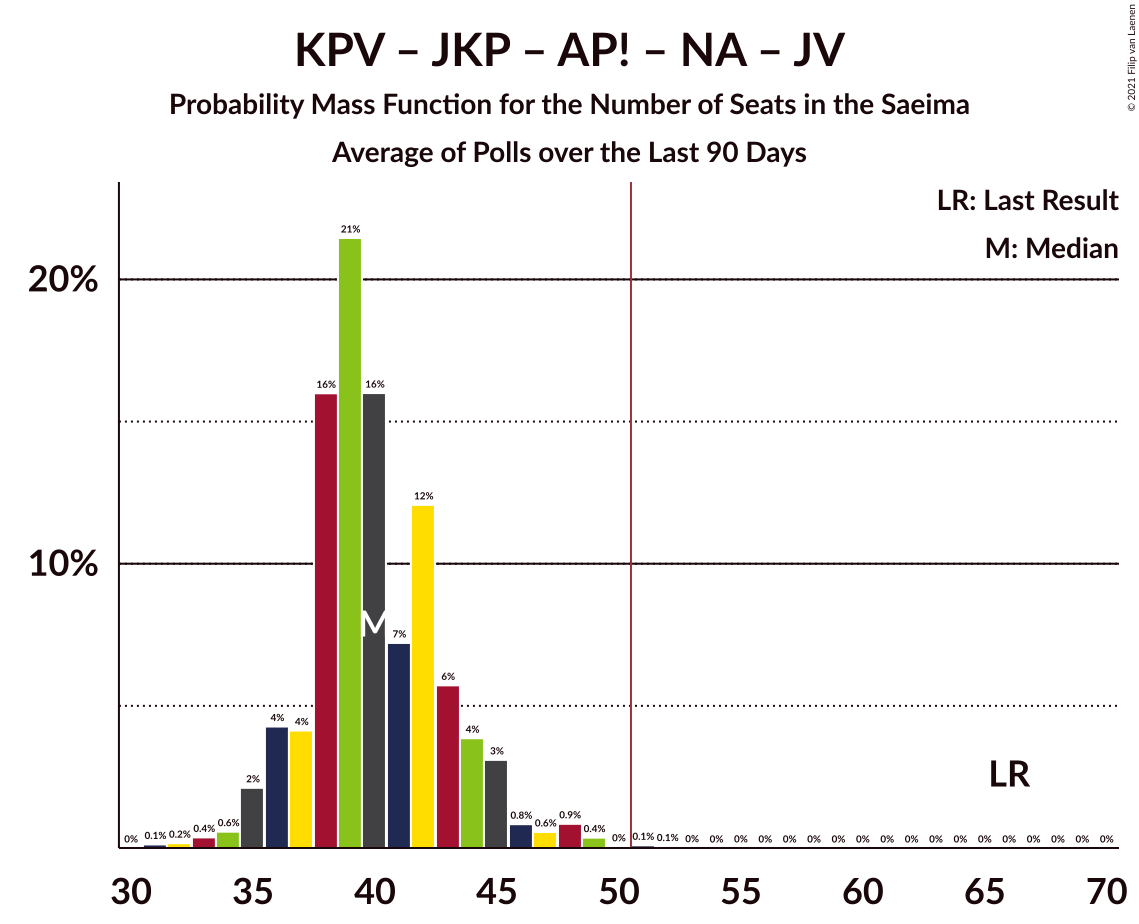 KPV – JKP – AP! – NA – JV
Probability Mass Function for the Number of Seats in the Saeima
Average of Polls over the Last 90 Days
© 2021 Filip van Laenen
LR: Last Result
M: Median
20%
10%
0% 0.1% 0.2% 0.4% 0.6% 2% 4% 4% 16% 21% 16% 7% 12% 6% 4% 3% 0.8% 0.6% 0.9% 0.4% 0% 0.1% 0.1% 0% 0% 0% 0% 0% 0% 0% 0% 0% 0% 0% 0% 0% 0% 0% 0% 0% 0%
M
LR
30 35 40 45 50 55 60 65 70